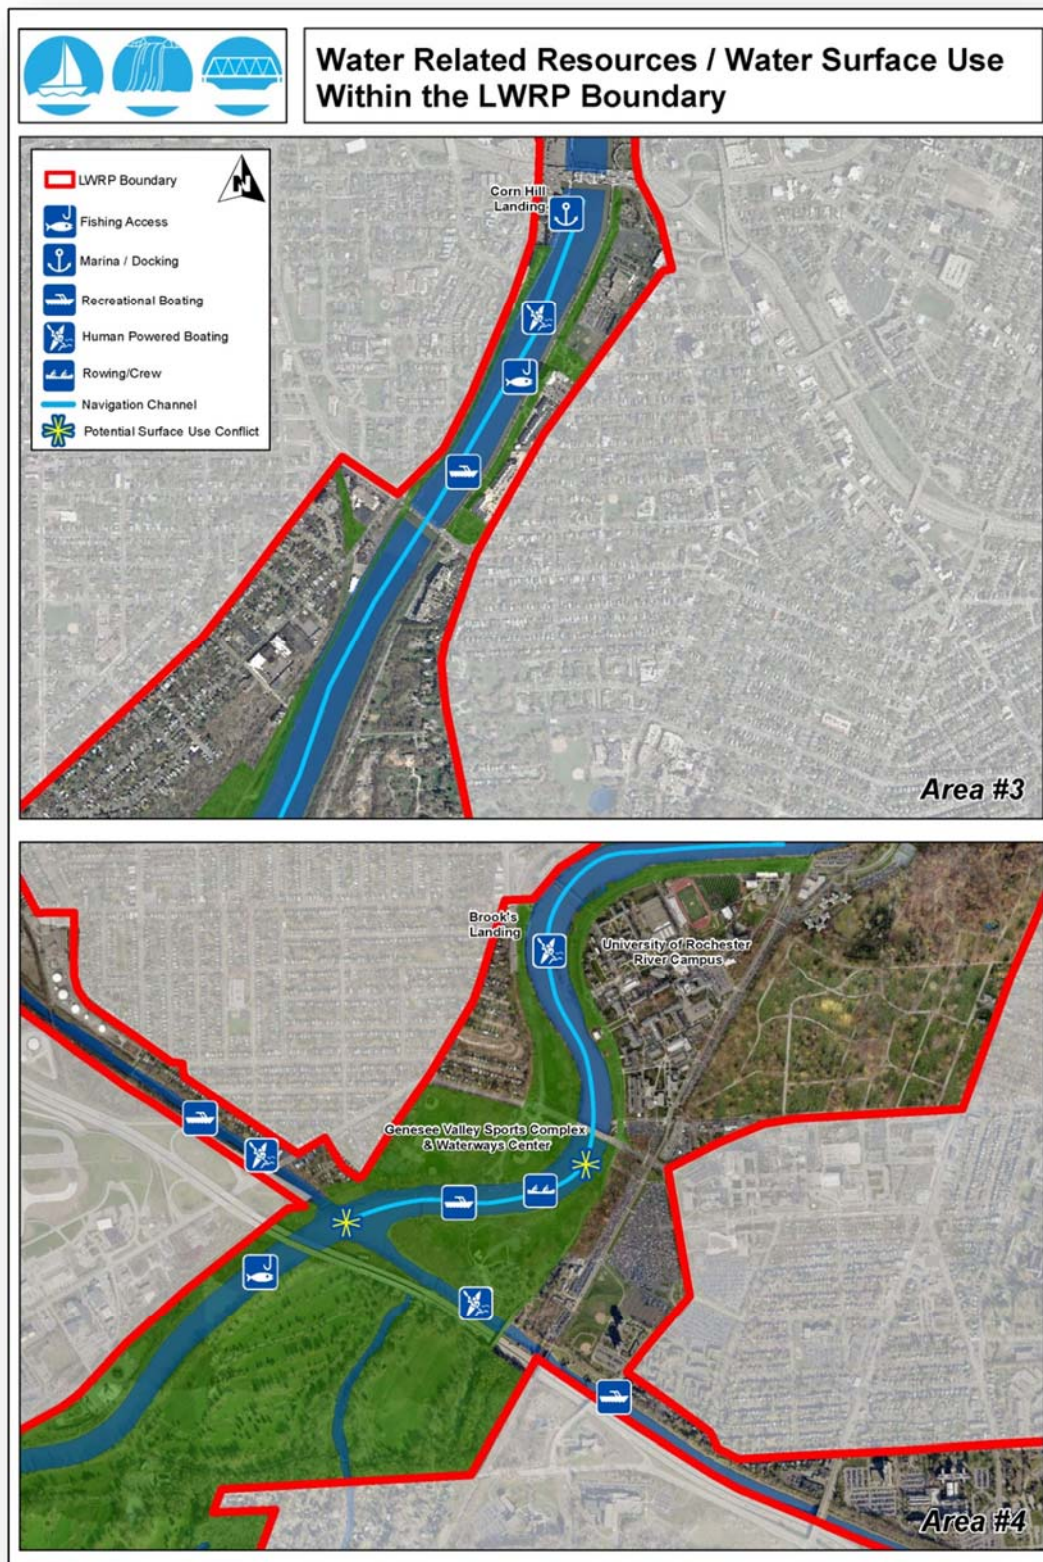 Water Related Resources / Water Surface Use
Within the LWRP Boundary
N
LWRP Boundary
Fishing Access
Marina / Docking
Recreational Boating
Human Powered Boating
Rowing/Crew
Navigation Channel
Potential Surface Use Conflict
Corn Hill
Landing
Area #3
Brook's
Landing
University of Rochester
River Campus
Genesee Valley Sports Complex
& Waterways Center
Area #4